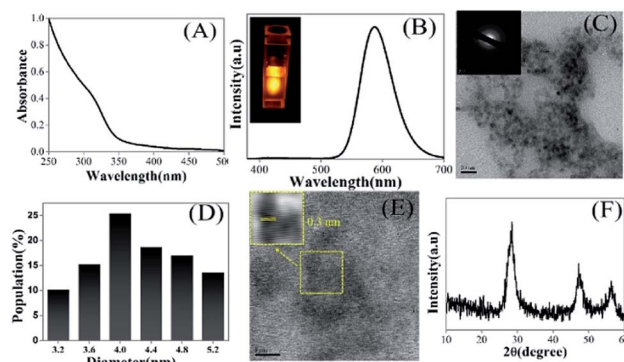 (A)
Absorbance
1.0
0.8
0.6
0.4
0.2
0.0
250 300 350 400 450 500
Wavelength(nm)
(B)
Intensity(a.u)
400 500 600 700
Wavelength(nm)
(C)
(D)
Population(%)
25
20
15
10
5
0
3.2 3.6 4.0 4.4 4.8 5.2
Diameter(nm)
(E)
0.3 nm
(F)
Intensity(a.u)
10 20 30 40 50 60
2θ(degree)